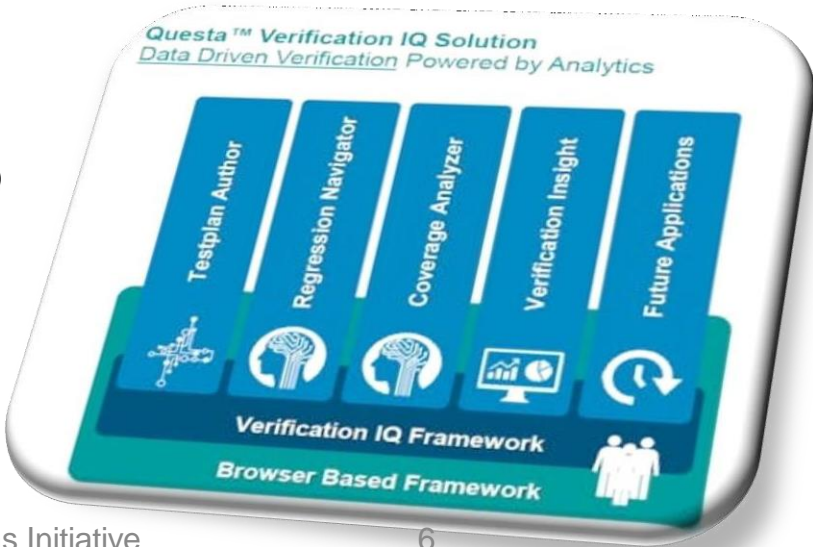 Questa™ Verification IQ Solution
Data Driven Verification Powered by Analytics
Testplan Author
Regression Navigator
Coverage Analyzer
Verification Insight
Future Applications
Verification IQ Framework
Browser Based Framework
s Initiative
6